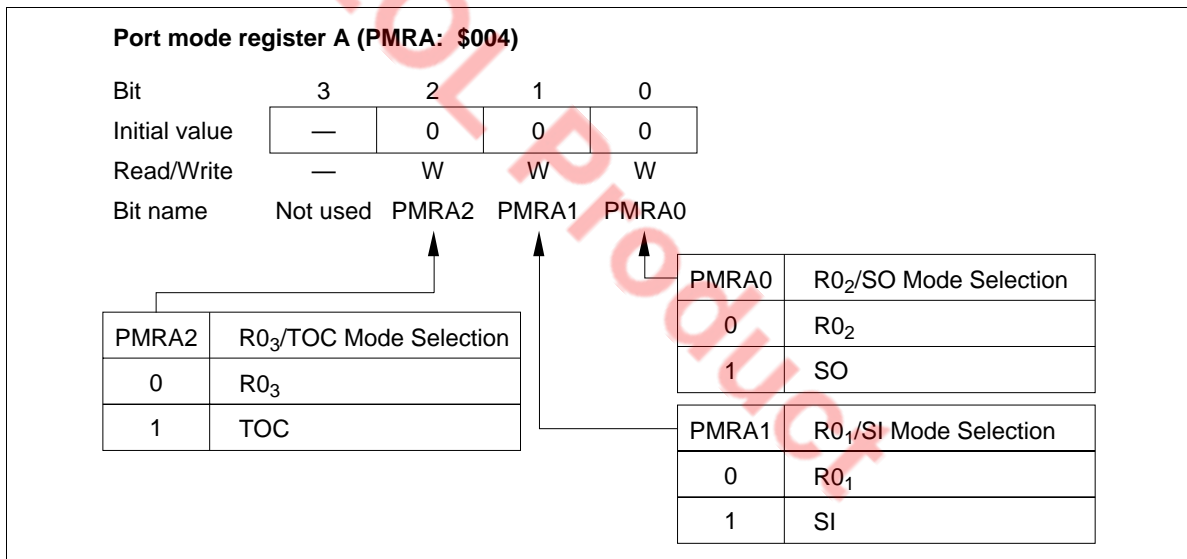 Port mode register A (PMRA: $004)
Bit 3 2 1 0
Initial value — 0 0 0
Read/Write — W W W
Bit name Not used PMRA2 PMRA1 PMRA0
PMRA2 R0₃/TOC Mode Selection
0 R0₃
1 TOC
PMRA0 R0₂/SO Mode Selection
0 R0₂
1 SO
PMRA1 R0₁/SI Mode Selection
0 R0₁
1 SI
OL Product